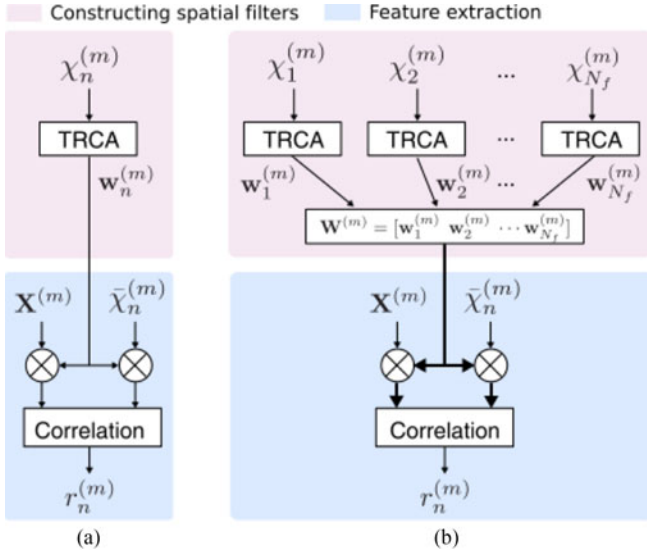 Constructing spatial filters Feature extraction
χ_n^{(m)} χ_1^{(m)} χ_2^{(m)} ... χ_{N_f}^{(m)}
TRCA TRCA TRCA ... TRCA
w_n^{(m)} w_1^{(m)} w_2^{(m)} ... w_{N_f}^{(m)}
W^{(m)} = [w_1^{(m)} w_2^{(m)} ⋯ w_{N_f}^{(m)}]
X^{(m)} χ̄_n^{(m)} X^{(m)} χ̄_n^{(m)}
Correlation Correlation
r_n^{(m)} r_n^{(m)}
(a) (b)